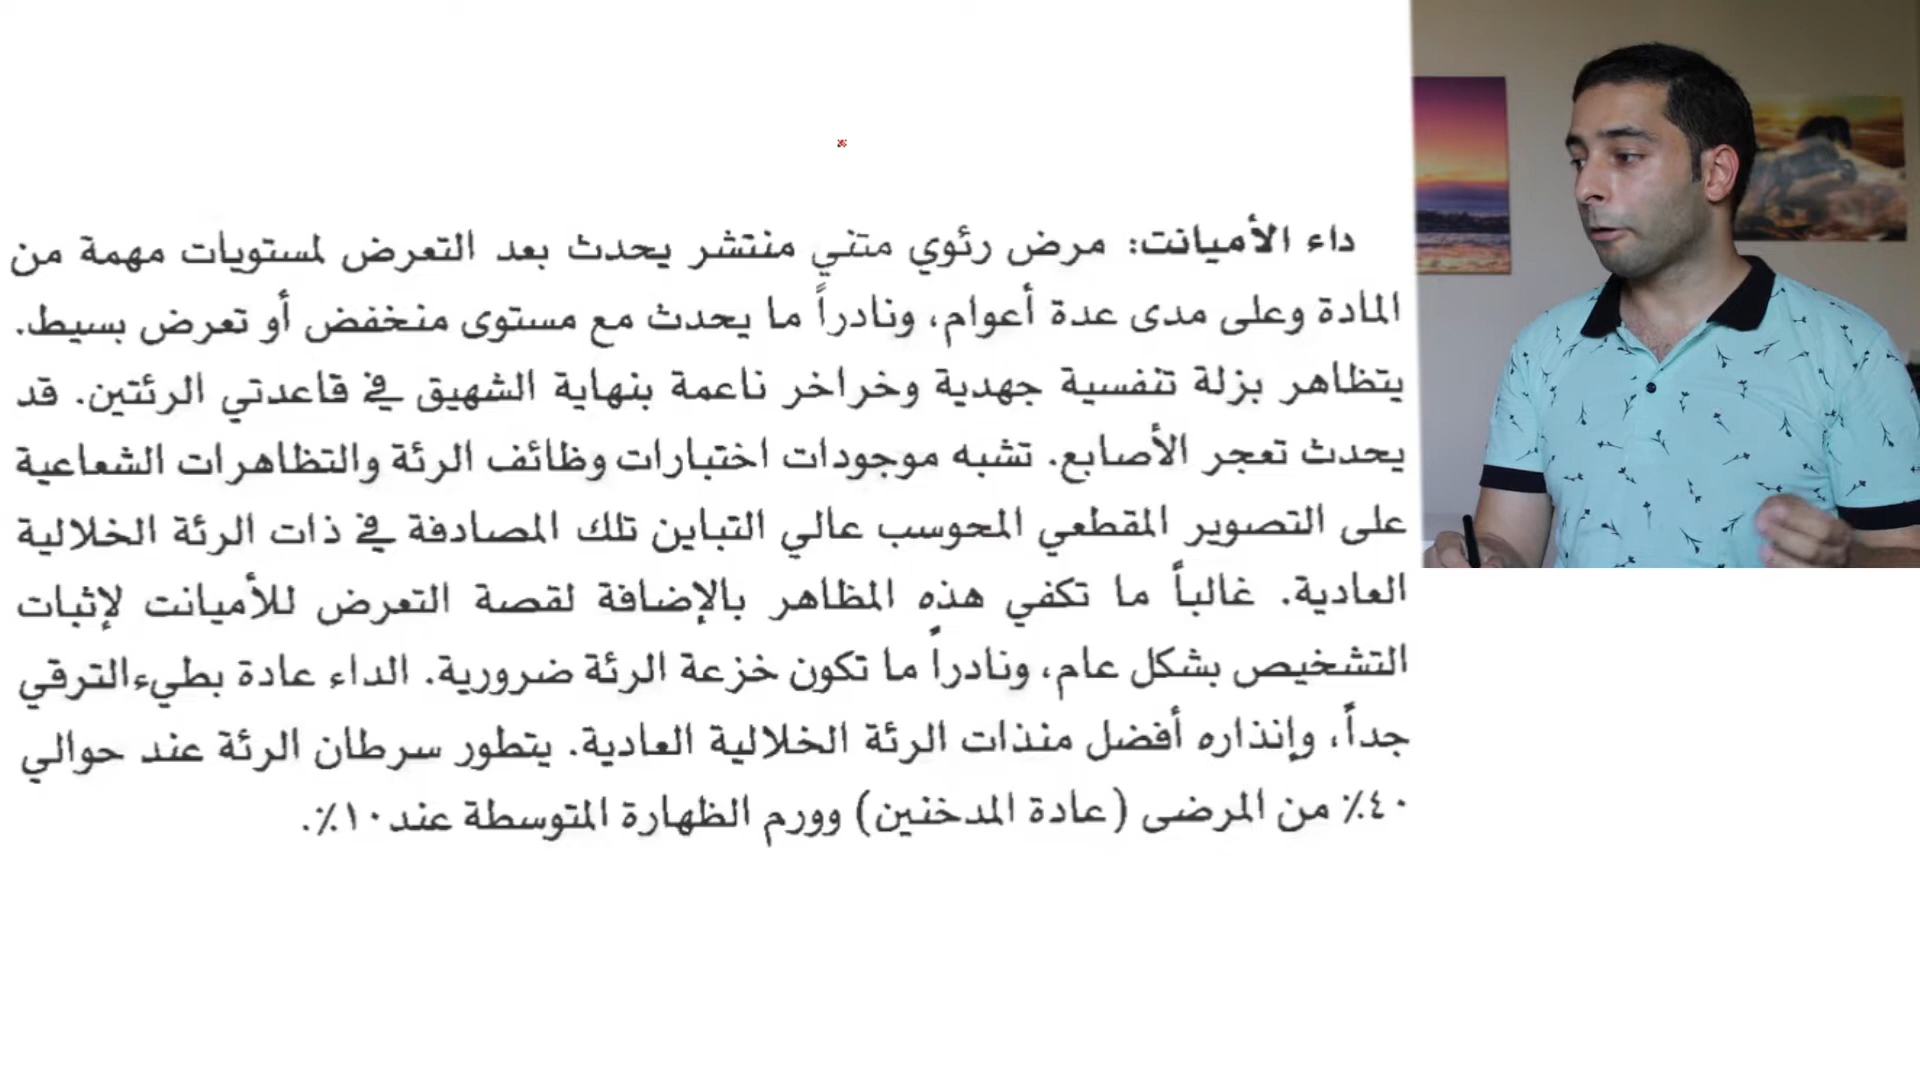 داء الأميانت: مرض رئوي متني منتشر يحدث بعد التعرض لمستويات مهمة من
المادة وعلى مدى عدة أعوام، ونادراً ما يحدث مع مستوى منخفض أو تعرض بسيط.
يتظاهر بزلة تنفسية جهدية وخراخر ناعمة بنهاية الشهيق في قاعدتي الرئتين. قد
يحدث تعجر الأصابع. تشبه موجودات اختبارات وظائف الرئة والتظاهرات الشعاعية
على التصوير المقطعي المحوسب عالي التباين تلك المصادفة في ذات الرئة الخلالية
العادية. غالباً ما تكفي هذه المظاهر بالإضافة لقصة التعرض للأميانت لإثبات
التشخيص بشكل عام، ونادراً ما تكون خزعة الرئة ضرورية. الداء عادة بطيءالترقي
جداً، وإنذاره أفضل منذات الرئة الخلالية العادية. يتطور سرطان الرئة عند حوالي
٤٠٪ من المرضى (عادة المدخنين) وورم الظهارة المتوسطة عند١٠٪.